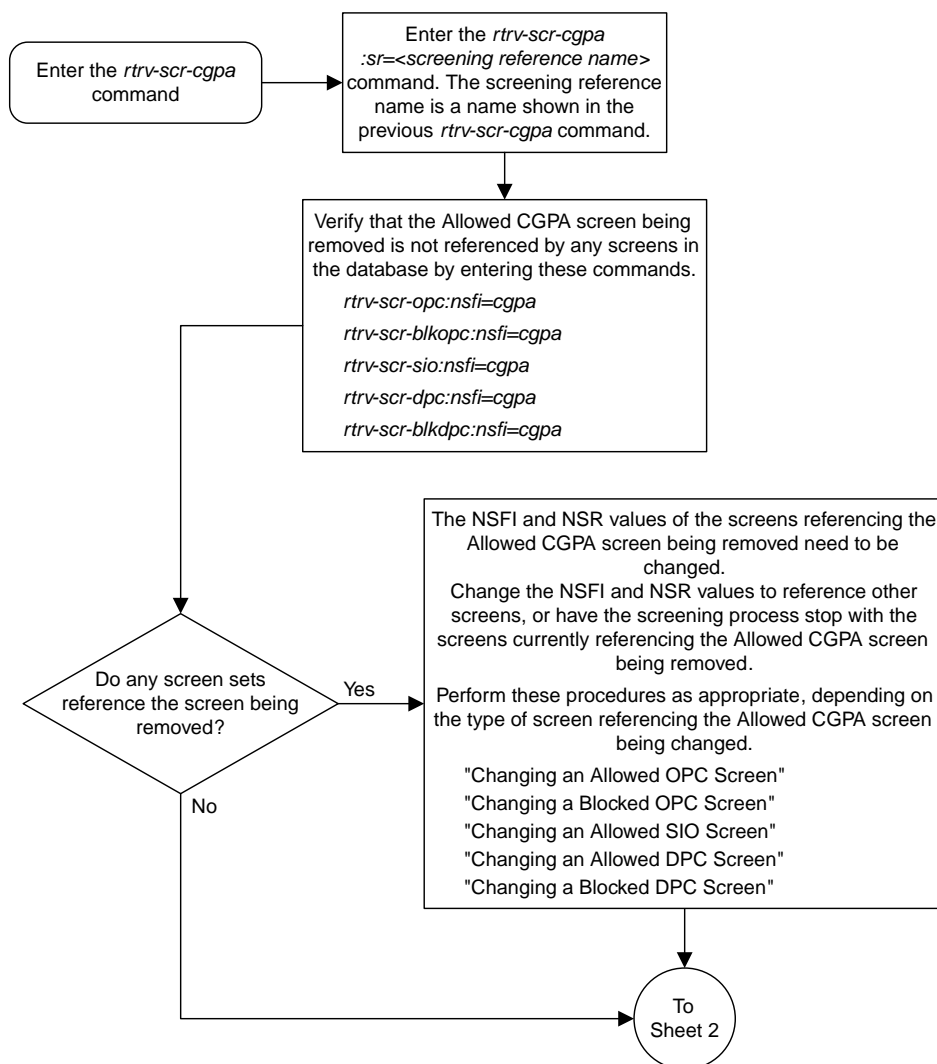 Enter the rtrv-scr-cgpa
command
Enter the rtrv-scr-cgpa
:sr=<screening reference name>
command. The screening reference
name is a name shown in the
previous rtrv-scr-cgpa command.
Verify that the Allowed CGPA screen being
removed is not referenced by any screens in
the database by entering these commands.
rtrv-scr-opc:nsfi=cgpa
rtrv-scr-blkopc:nsfi=cgpa
rtrv-scr-sio:nsfi=cgpa
rtrv-scr-dpc:nsfi=cgpa
rtrv-scr-blkdpc:nsfi=cgpa
Do any screen sets
reference the screen being
removed?
Yes
No
The NSFI and NSR values of the screens referencing the
Allowed CGPA screen being removed need to be
changed.
Change the NSFI and NSR values to reference other
screens, or have the screening process stop with the
screens currently referencing the Allowed CGPA screen
being removed.
Perform these procedures as appropriate, depending on
the type of screen referencing the Allowed CGPA screen
being changed.
"Changing an Allowed OPC Screen"
"Changing a Blocked OPC Screen"
"Changing an Allowed SIO Screen"
"Changing an Allowed DPC Screen"
"Changing a Blocked DPC Screen"
To
Sheet 2